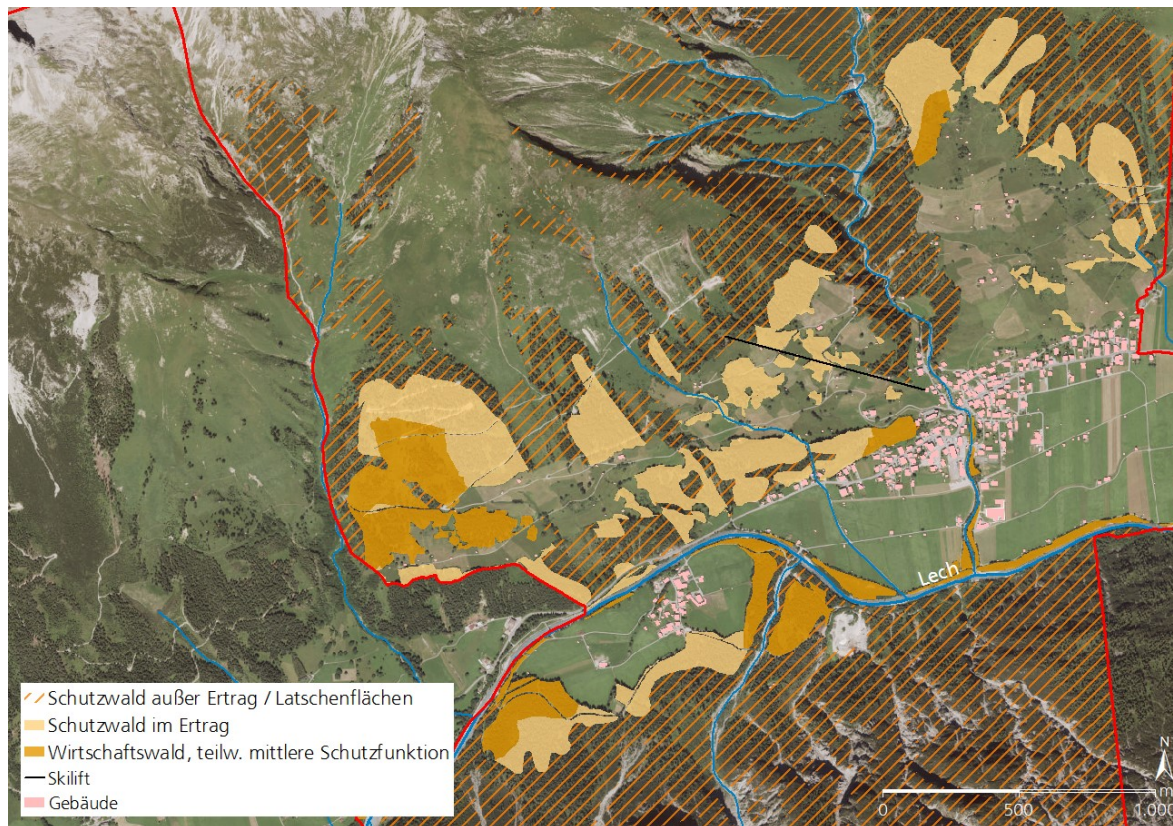 Lech
Schutzwald außer Ertrag / Latschenflächen
Schutzwald im Ertrag
Wirtschaftswald, teilw. mittlere Schutzfunktion
Skilift
Gebäude
N
m
0 500 1.000